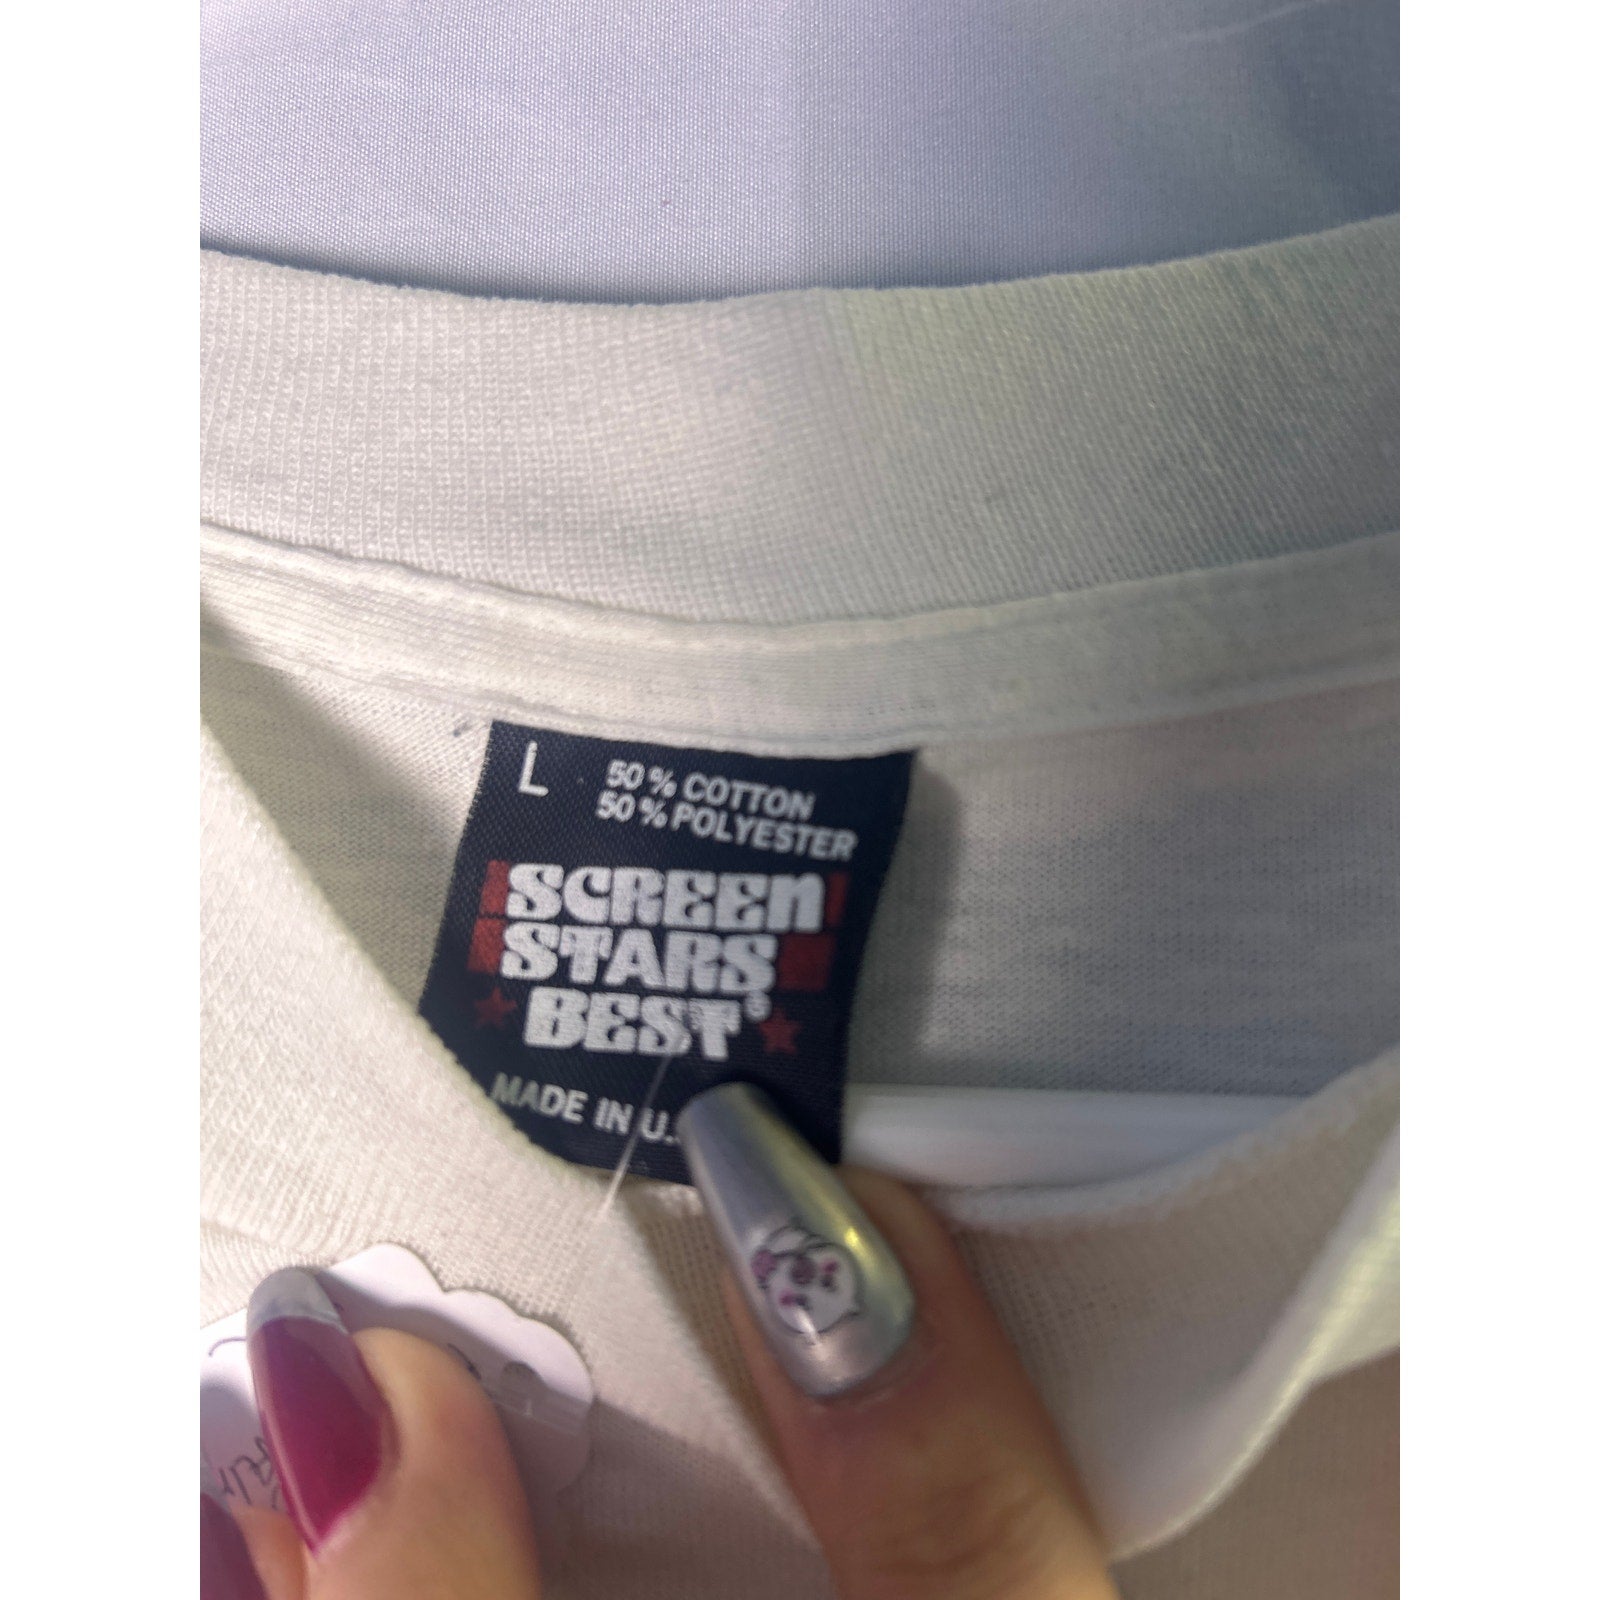 L
50% COTTON
50% POLYESTER
SCREEN
STARS
BEST®
MADE IN U.